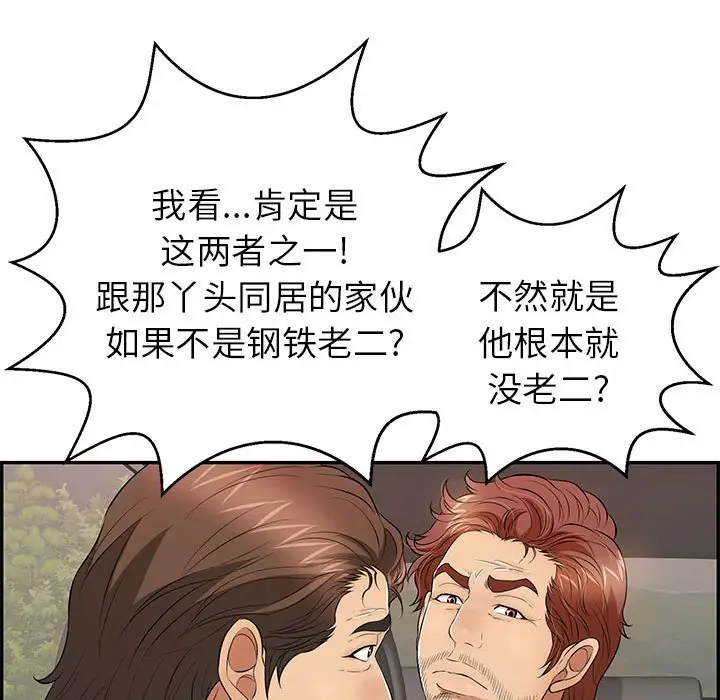 我看...肯定是
这两者之一!
跟那丫头同居的家伙
如果不是钢铁老二?
不然就是
他根本就
没老二?